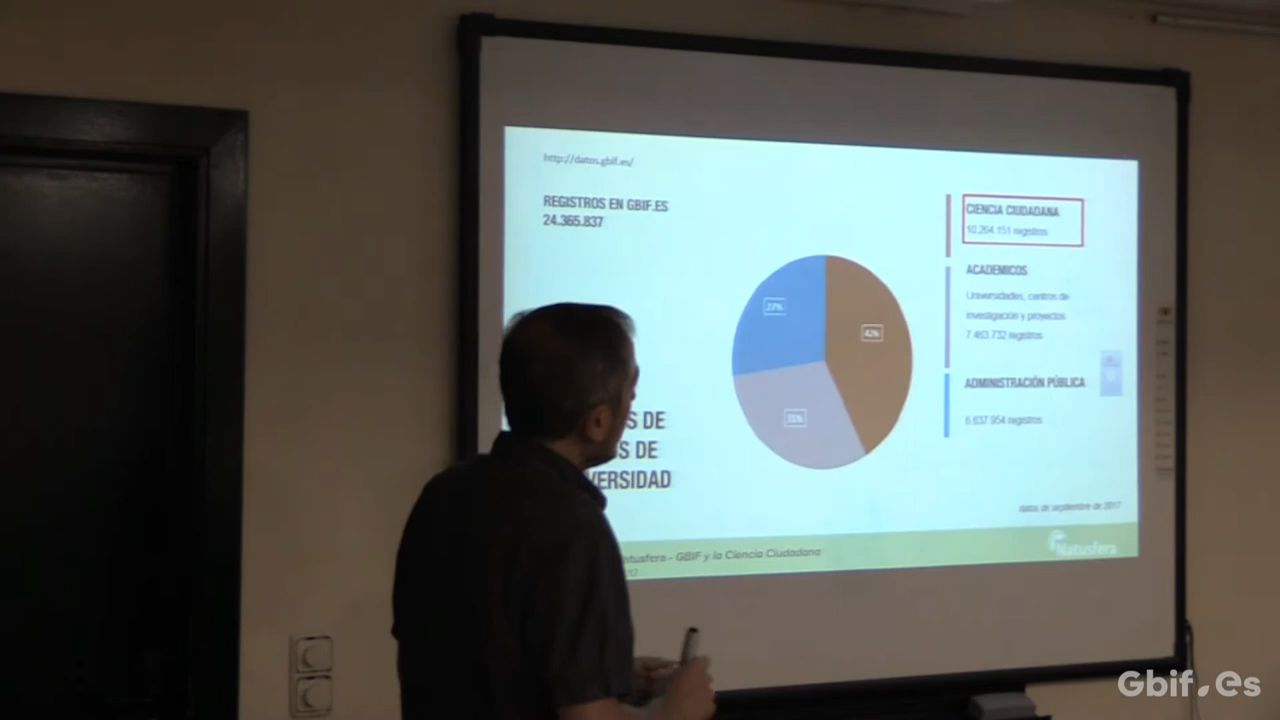 http://datos.gbif.es/
REGISTROS EN GBIF.ES
24.365.837
CIENCIA CIUDADANA
10.264.151 registros
ACADEMICOS
Universidades, centros de
investigación y proyectos
7.463.732 registros
ADMINISTRACIÓN PÚBLICA
6.637.954 registros
27%
42%
31%
S DE
S DE
VERSIDAD
datos de septiembre de 2017
tusfera - GBIF y la Ciencia Ciudadana
Natusfera
Gbif.es